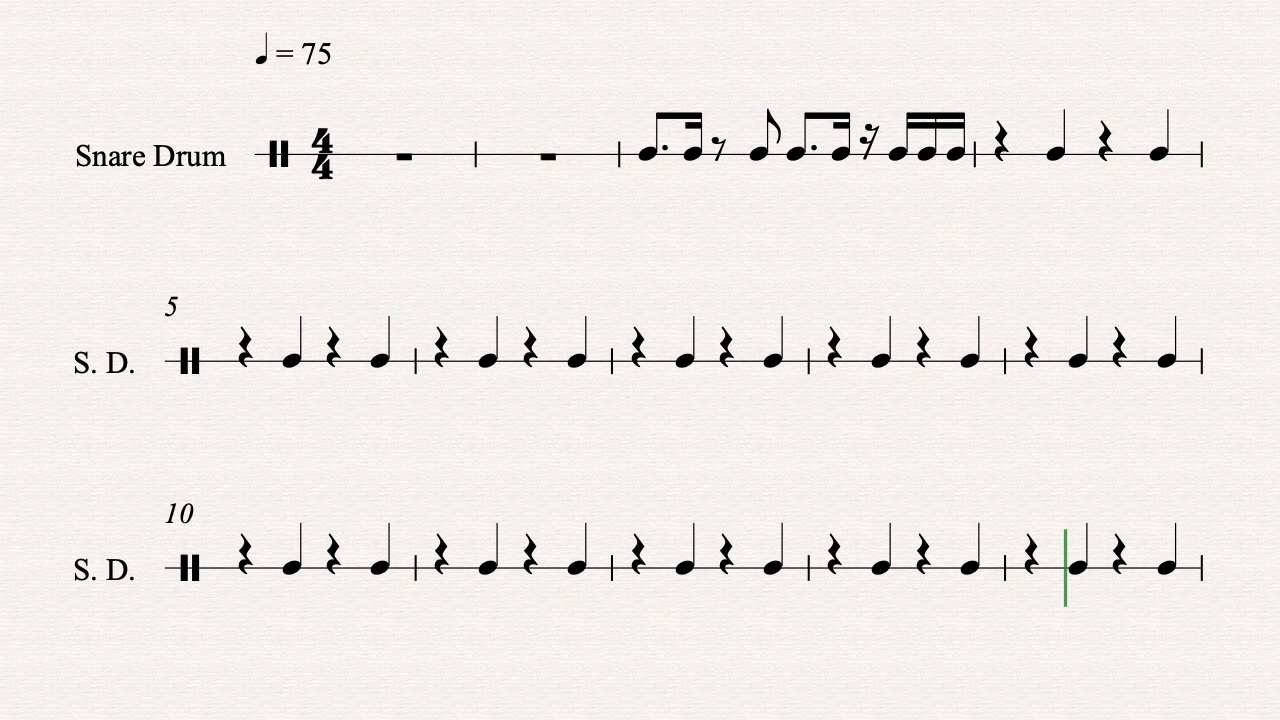 ♩ = 75
Snare Drum 4/4
5
S. D.
10
S. D.